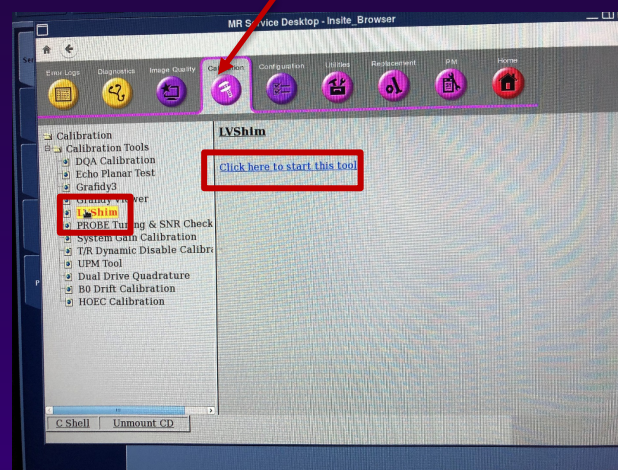 MR Service Desktop - Insite_Browser
Error Logs
Diagnostics
Image Quality
Calibration
Configuration
Utilities
Replacement
PM
Home
Calibration
Calibration Tools
DQA Calibration
Echo Planar Test
Grafidy3
Grafidy Viewer
LVShim
PROBE Tuning & SNR Check
System Gain Calibration
T/R Dynamic Disable Calibra
UPM Tool
Dual Drive Quadrature
B0 Drift Calibration
HOEC Calibration
LVShim
Click here to start this tool
C Shell
Unmount CD